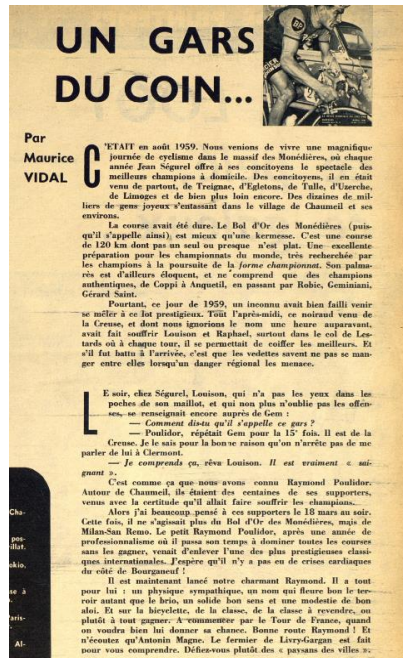 UN GARS
DU COIN...
BP
Par
Maurice
VIDAL
C'ETAIT en août 1959. Nous venions de vivre une magnifique
journée de cyclisme dans le massif des Monédières, où chaque
année Jean Ségurel offre à ses concitoyens le spectacle des
meilleurs champions à domicile. Des concitoyens, il en était
venu de partout, de Treignac, d'Egletons, de Tulle, d'Uzerche,
de Limoges et de bien plus loin encore. Des dizaines de mil-
liers de gens joyeux s'entassant dans le village de Chaumeil et ses
environs.
La course avait été dure. Le Bol d'Or des Monédières (puis-
qu'il s'appelle ainsi) est mieux qu'une kermesse. C'est une course
de 120 km dont pas un seul ou presque n'est plat. Une excellente
préparation pour les championnats du monde, très recherchée par
les champions à la poursuite de la forme championnat. Son palma-
rès est d'ailleurs éloquent, et ne comprend que des champions
authentiques, de Coppi à Anquetil, en passant par Robic, Geminiani,
Gérard Saint.
Pourtant, ce jour de 1959, un inconnu avait bien failli venir
se mêler à ce lot prestigieux. Tout l'après-midi, ce noiraud venu de
la Creuse, et dont nous ignorions le nom une heure auparavant,
avait fait souffrir Louison et Raphael, surtout dans le col de Les-
tards où à chaque tour, il se permettait de coiffer les meilleurs. Et
s'il fut battu à l'arrivée, c'est que les vedettes savent ne pas se man-
ger entre elles lorsqu'un danger régional les menace.
LE soir, chez Ségurel, Louison, qui n'a pas les yeux dans les
poches de son maillot, et qui non plus n'oublie pas les offen-
ses, se renseignait encore auprès de Gem :
— Comment dis-tu qu'il s'appelle ce gars ?
— Poulidor, répétait Gem pour la 15e fois. Il est de la
Creuse. Je le sais pour la bonne raison qu'on n'arrête pas de me
parler de lui à Clermont.
— Je comprends ça, rêva Louison. Il est vraiment « sai-
gnant ».
C'est comme ça que nous avons connu Raymond Poulidor.
Autour de Chaumeil, ils étaient des centaines de ses supporters,
venus avec la certitude qu'il allait faire souffrir les champions...
Alors j'ai beaucoup pensé à ces supporters le 18 mars au soir.
Cette fois, il ne s'agissait plus du Bol d'Or des Monédières, mais de
Milan-San Remo. Le petit Raymond Poulidor, après une année de
professionnalisme où il passa son temps à dominer toutes les courses
sans les gagner, venait d'enlever l'une des plus prestigieuses classi-
ques internationales. J'espère qu'il n'y a pas eu de crises cardiaques
du côté de Bourganeuf !
Il est maintenant lancé notre charmant Raymond. Il a tout
pour lui : un physique sympathique, un nom qui fleure bon le ter-
roir autant que le brio, un solide bon sens et une modestie de bon
aloi. Et sur la bicyclette, de la classe, de la classe à revendre, ou
plutôt à tout gagner. A commencer par le Tour de France, quand
on voudra bien lui donner sa chance. Bonne route Raymond ! Et
n'écoutez qu'Antonin Magne. Le fermier de Livry-Gargan est fait
pour vous comprendre. Défiez-vous plutôt des « paysans des villes ».
Cha-
pos-
illat.
okio,
se à
Paris-
Al-